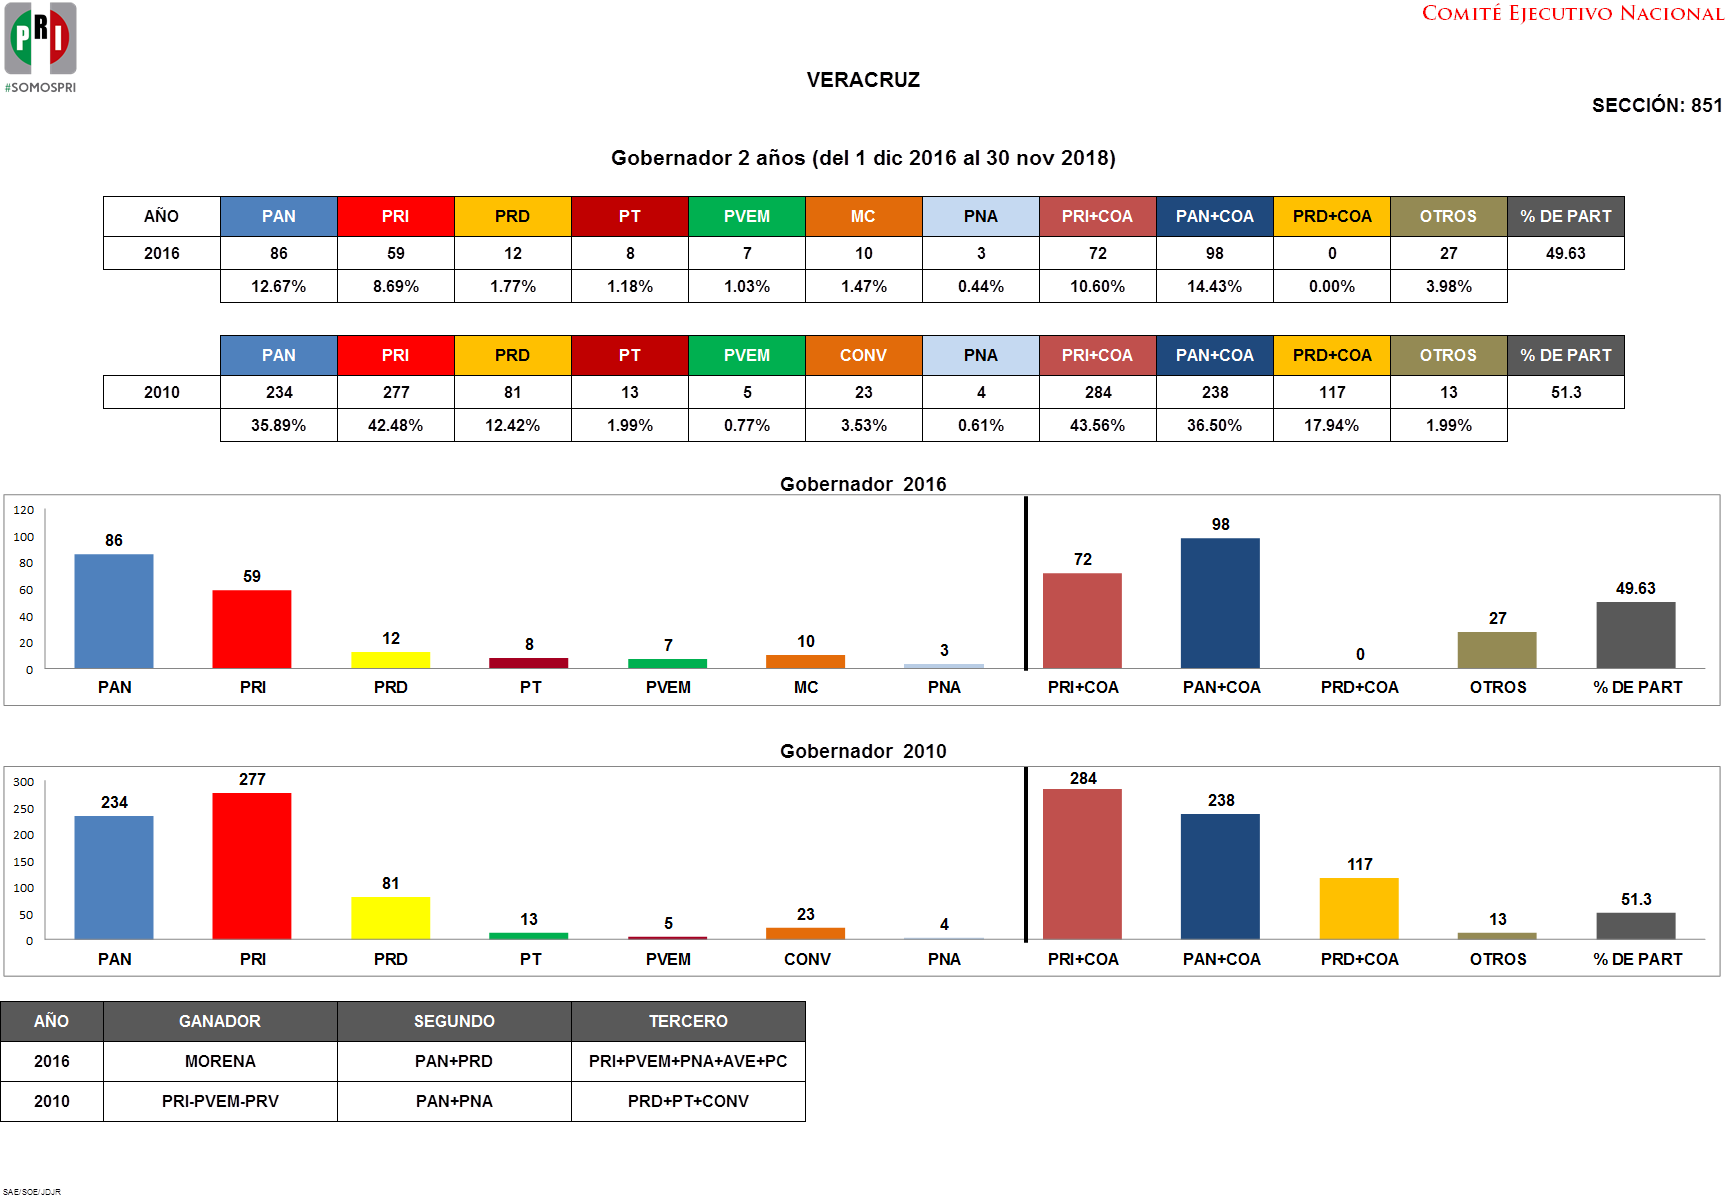 PRI
#SOMOSPRI
COMITÉ EJECUTIVO NACIONAL
VERACRUZ
SECCIÓN: 851
Gobernador 2 años (del 1 dic 2016 al 30 nov 2018)
AÑO PAN PRI PRD PT PVEM MC PNA PRI+COA PAN+COA PRD+COA OTROS % DE PART
2016 86 59 12 8 7 10 3 72 98 0 27 49.63
12.67% 8.69% 1.77% 1.18% 1.03% 1.47% 0.44% 10.60% 14.43% 0.00% 3.98%
PAN PRI PRD PT PVEM CONV PNA PRI+COA PAN+COA PRD+COA OTROS % DE PART
2010 234 277 81 13 5 23 4 284 238 117 13 51.3
35.89% 42.48% 12.42% 1.99% 0.77% 3.53% 0.61% 43.56% 36.50% 17.94% 1.99%
Gobernador 2016
120
100
80
60
40
20
0
86 59 12 8 7 10 3 72 98 0 27 49.63
PAN PRI PRD PT PVEM MC PNA PRI+COA PAN+COA PRD+COA OTROS % DE PART
Gobernador 2010
300
250
200
150
100
50
0
234 277 81 13 5 23 4 284 238 117 13 51.3
PAN PRI PRD PT PVEM CONV PNA PRI+COA PAN+COA PRD+COA OTROS % DE PART
AÑO GANADOR SEGUNDO TERCERO
2016 MORENA PAN+PRD PRI+PVEM+PNA+AVE+PC
2010 PRI-PVEM-PRV PAN+PNA PRD+PT+CONV
SAE/SOE/JDJR